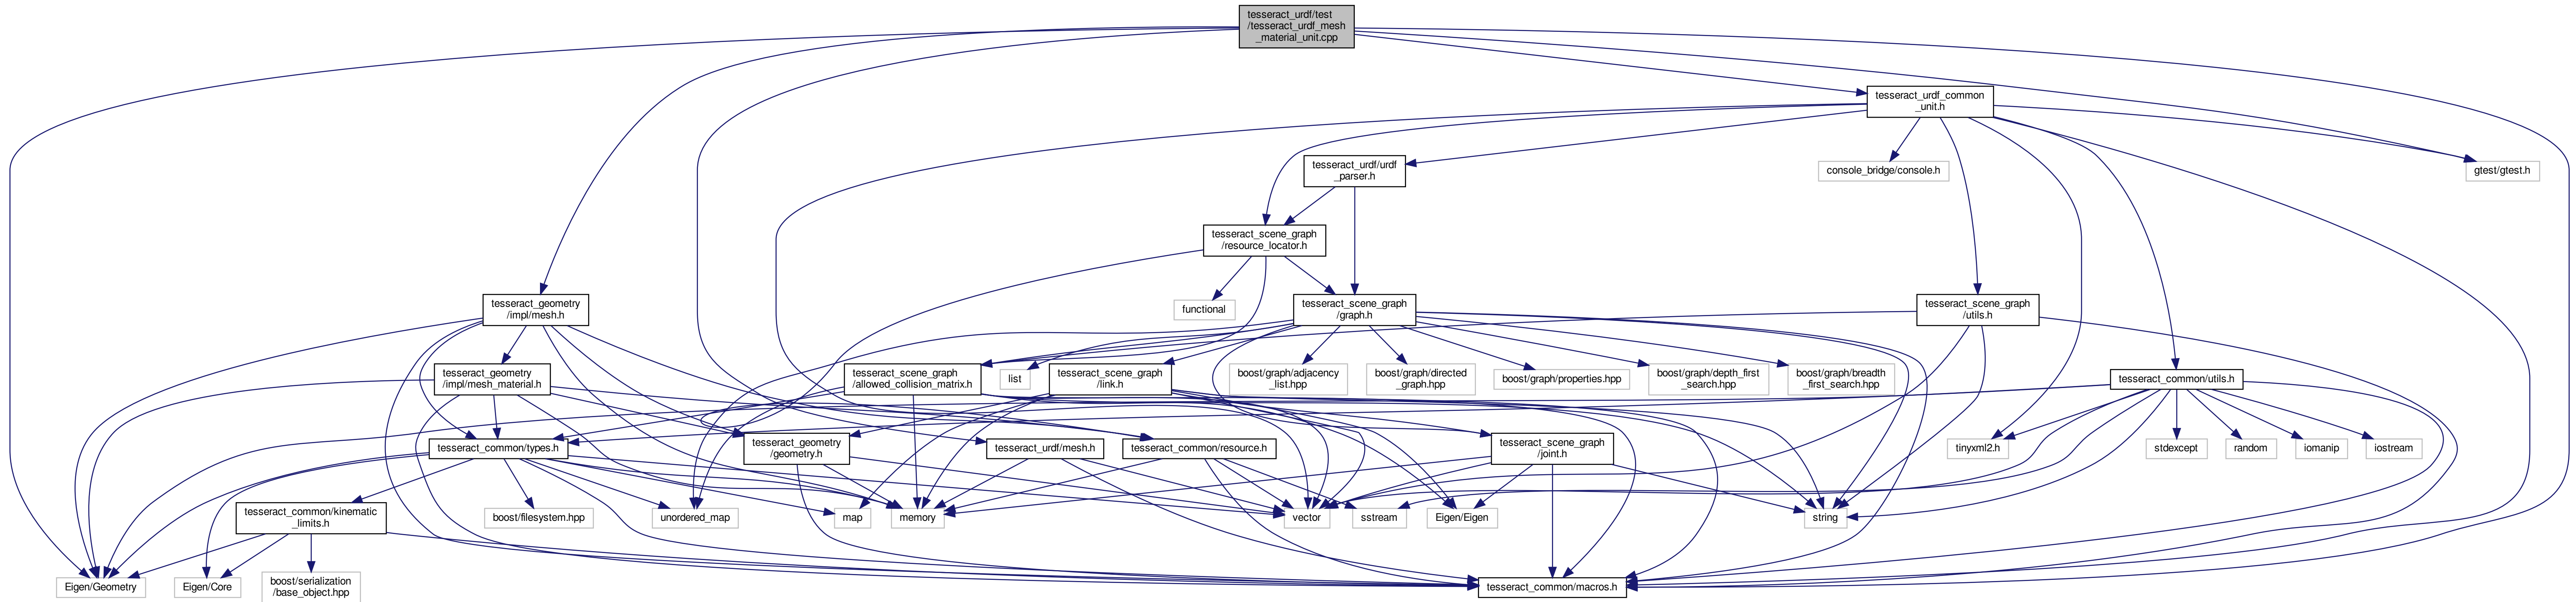 tesseract_urdf/test
/tesseract_urdf_mesh
_material_unit.cpp
tesseract_urdf_common
_unit.h
tesseract_urdf/urdf
_parser.h
console_bridge/console.h
gtest/gtest.h
tesseract_scene_graph
/resource_locator.h
tesseract_geometry
/impl/mesh.h
functional
tesseract_scene_graph
/graph.h
tesseract_scene_graph
/utils.h
tesseract_geometry
/impl/mesh_material.h
tesseract_scene_graph
/allowed_collision_matrix.h
list
tesseract_scene_graph
/link.h
boost/graph/adjacency
_list.hpp
boost/graph/directed
_graph.hpp
boost/graph/properties.hpp
boost/graph/depth_first
_search.hpp
boost/graph/breadth
_first_search.hpp
tesseract_common/utils.h
tesseract_common/types.h
tesseract_geometry
/geometry.h
tesseract_urdf/mesh.h
tesseract_common/resource.h
tesseract_scene_graph
/joint.h
tinyxml2.h
stdexcept
random
iomanip
iostream
tesseract_common/kinematic
_limits.h
boost/filesystem.hpp
unordered_map
map
memory
vector
sstream
Eigen/Eigen
string
Eigen/Geometry
Eigen/Core
boost/serialization
/base_object.hpp
tesseract_common/macros.h